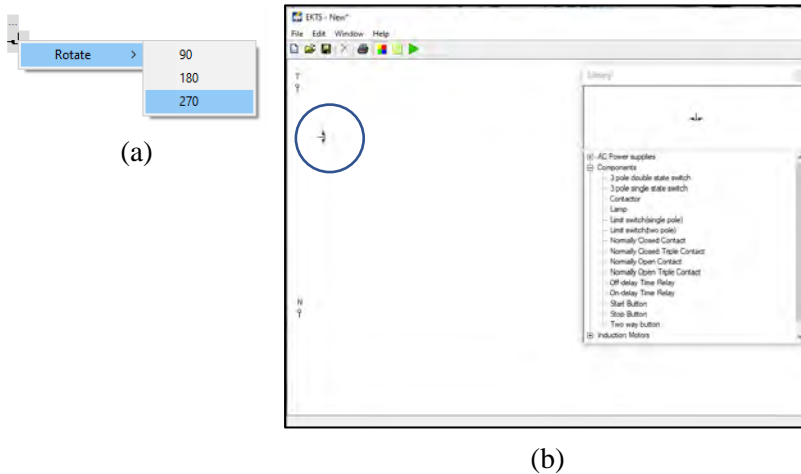 ...
Rotate >
90
180
270
(a)
EKTS - New*
File Edit Window Help
T
N
Library
AC Power supplies
Components
3 pole double state switch
3 pole single state switch
Contactor
Lamp
Limit switch(single pole)
Limit switch(two pole)
Normally Closed Contact
Normally Closed Triple Contact
Normally Open Contact
Normally Open Triple Contact
Off-delay Time Relay
On-delay Time Relay
Start Button
Stop Button
Two way button
Induction Motors
(b)